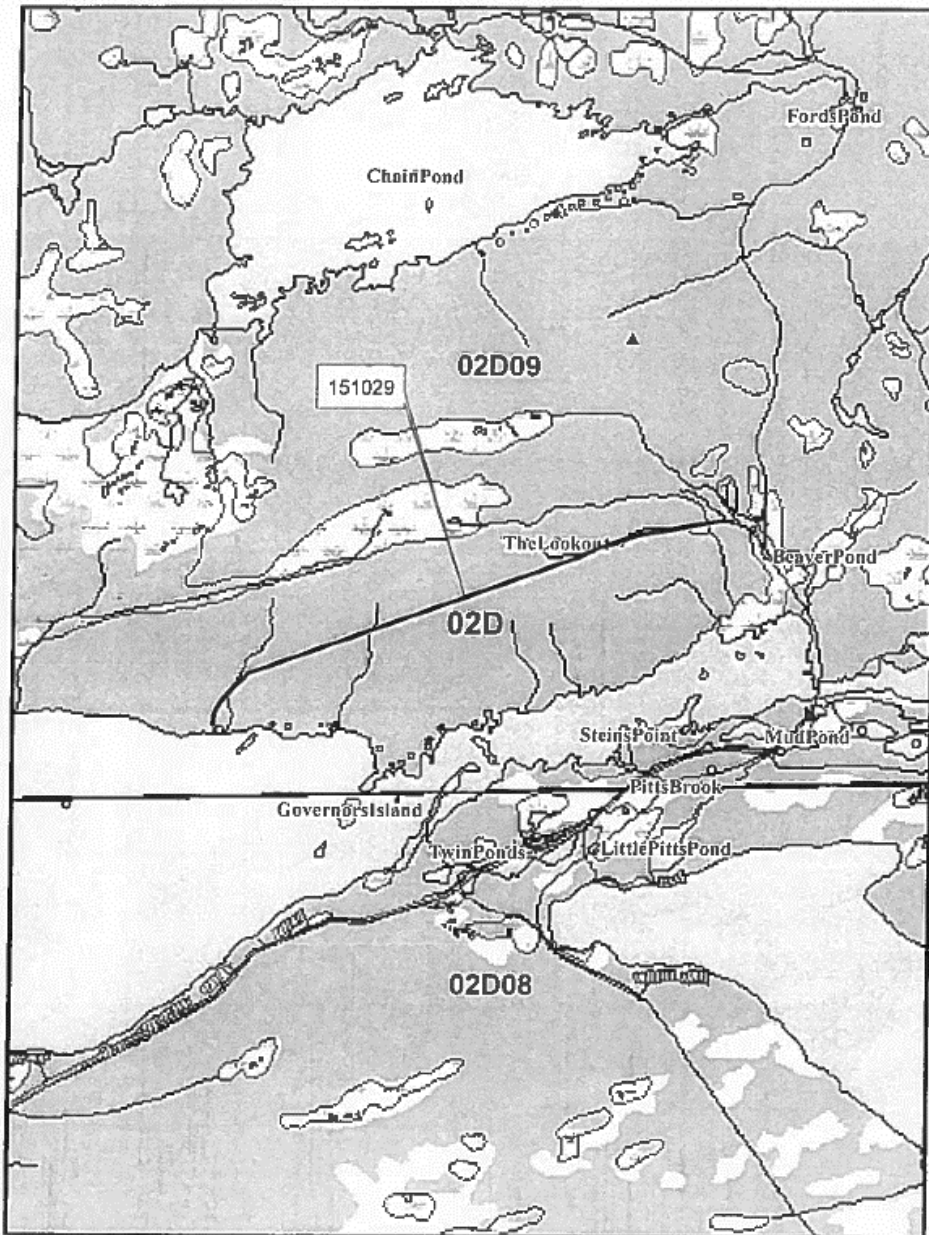 FordsPond
ChainPond
02D09
151029
TheLookout
BeaverPond
02D
SteinsPoint
MudPond
PittsBrook
GovernorsIsland
TwinPonds
LittlePittsPond
02D08